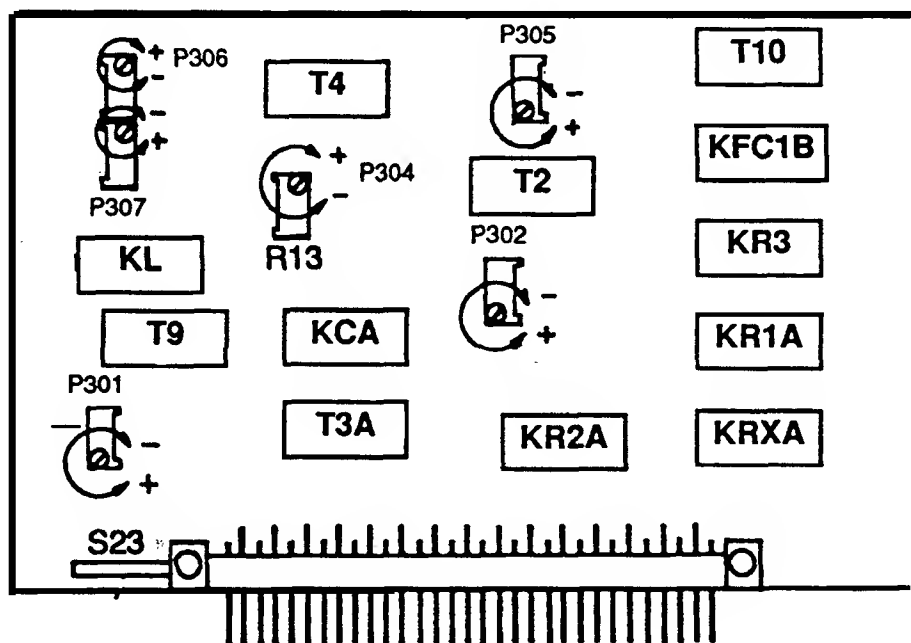 P305
T10
+
P306
-
T4
-
-
+
+
KFC1B
+
P304
T2
-
P307
P302
KR3
KL
R13
-
T9
KCA
+
KR1A
P301
T3A
KR2A
KRXA
-
+
S23